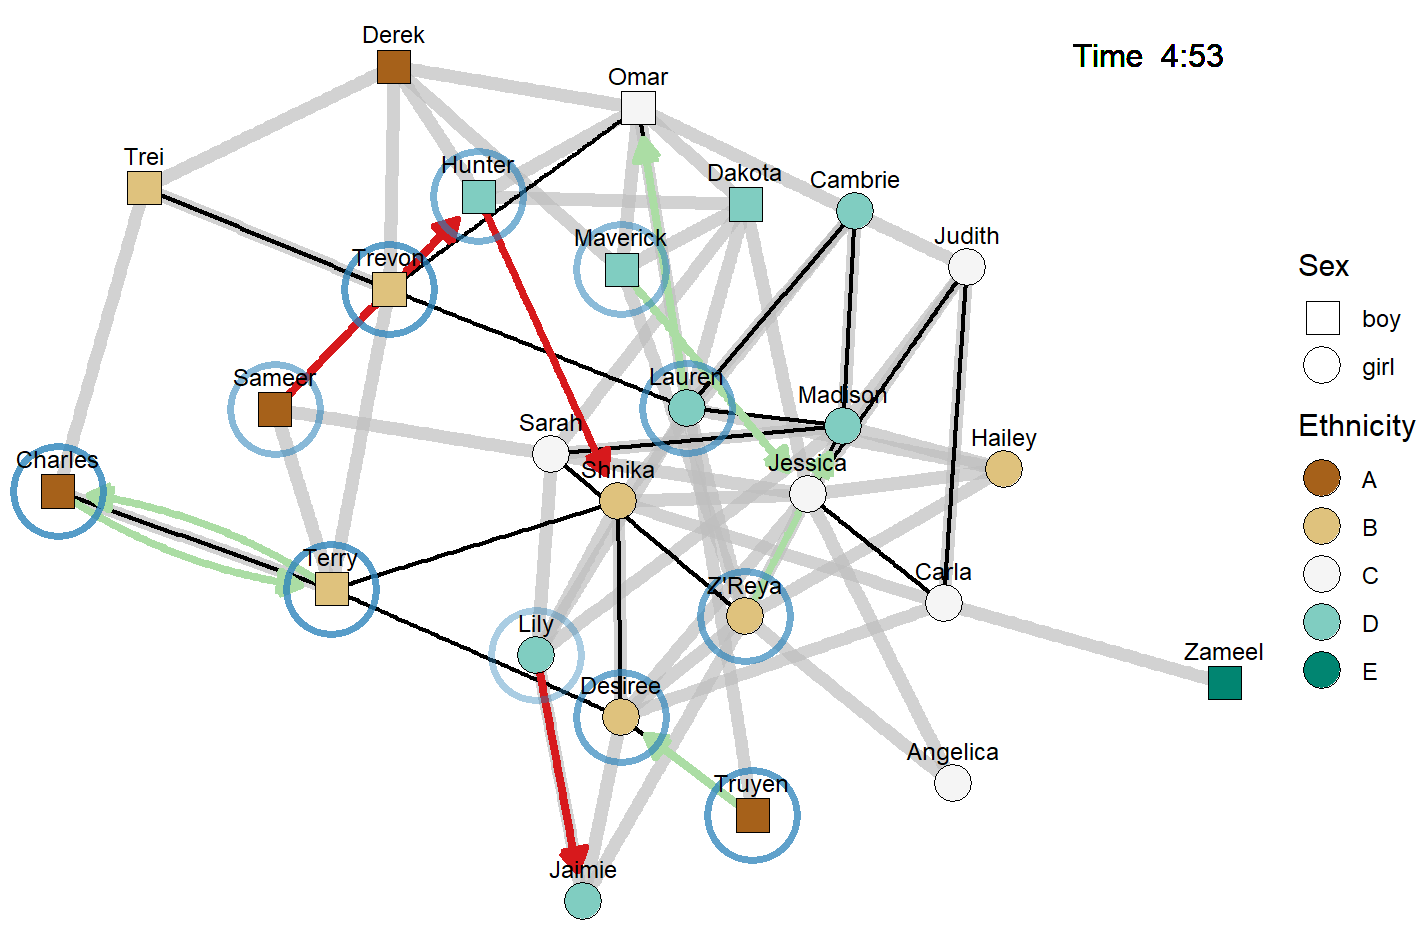 Derek
Time  4:53
Omar
Trei
Hunter
Dakota
Cambrie
Maverick
Judith
Trevon
Sex
boy
girl
Sameer
Lauren
Madison
Sarah
Hailey
Ethnicity
Charles
Shnika
Jessica
A
B
Terry
Z'Reya
Carla
C
Lily
D
Zameel
E
Desiree
Angelica
Truyen
Jaimie